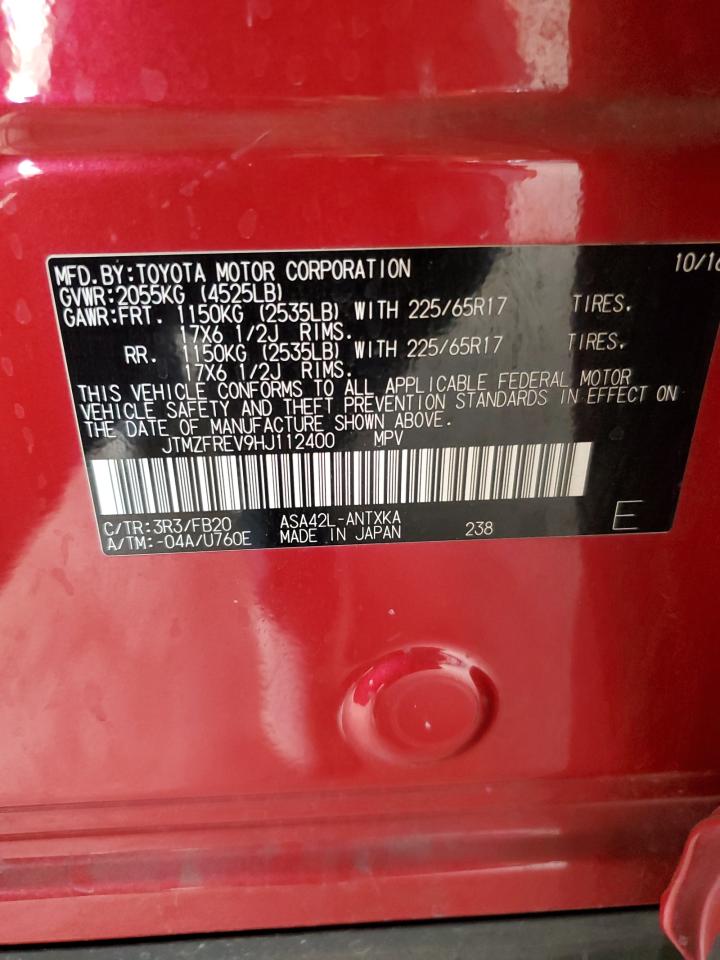 MFD.BY:TOYOTA MOTOR CORPORATION 10/16
GVWR:2055KG (4525LB)
GAWR:FRT. 1150KG (2535LB) WITH 225/65R17 TIRES.
17X6 1/2J RIMS.
RR. 1150KG (2535LB) WITH 225/65R17 TIRES.
17X6 1/2J RIMS.
THIS VEHICLE CONFORMS TO ALL APPLICABLE FEDERAL MOTOR
VEHICLE SAFETY AND THEFT PREVENTION STANDARDS IN EFFECT ON
THE DATE OF MANUFACTURE SHOWN ABOVE.
JTMZFREV9HJ112400 MPV
C/TR:3R3/FB20 ASA42L-ANTXKA
A/TM:-04A/U760E MADE IN JAPAN 238 E